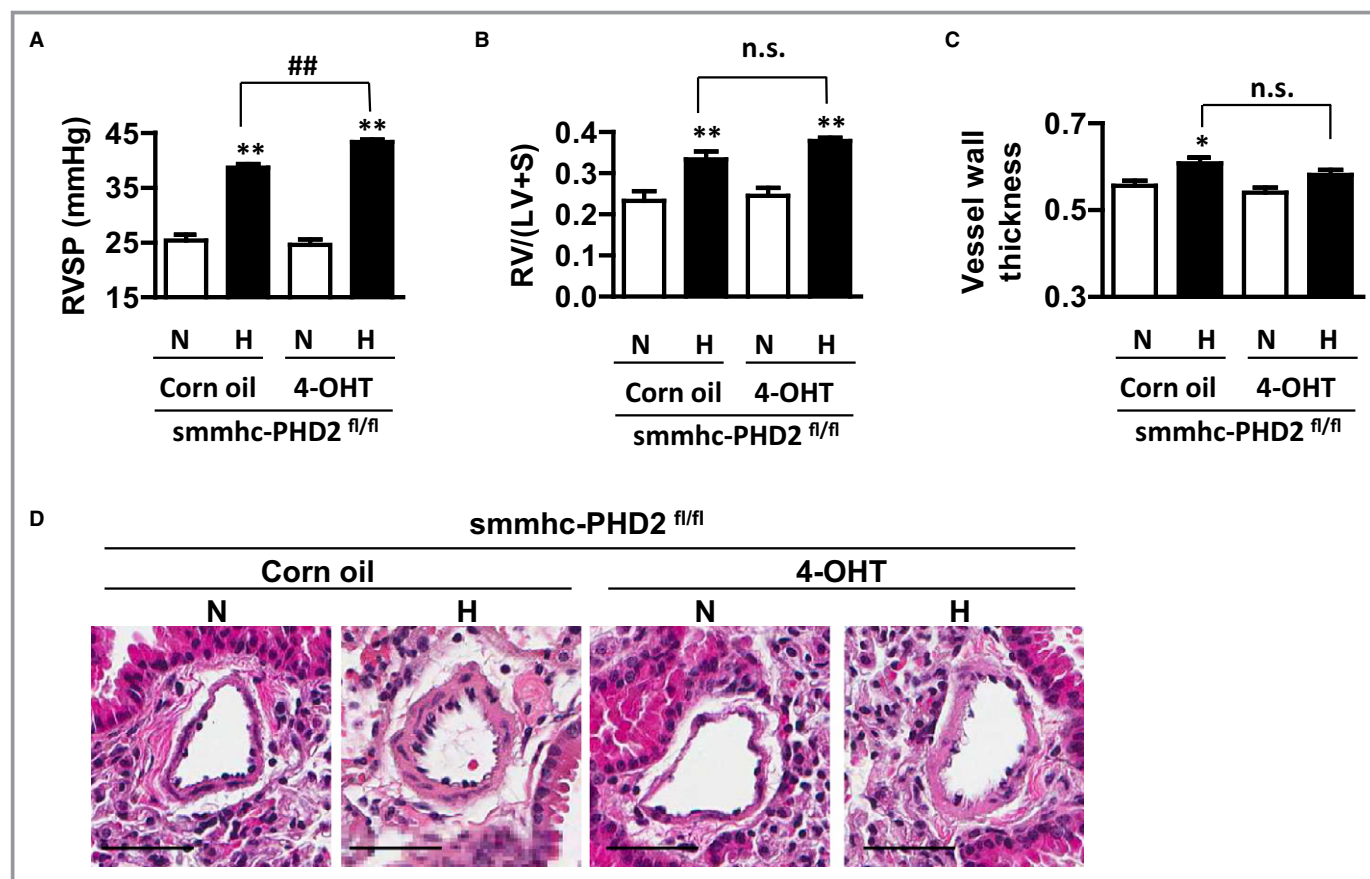 A
##
RVSP (mmHg)
45
35
25
15
**
**
N H N H
Corn oil 4-OHT
smmhc-PHD2 fl/fl
B
n.s.
RV/(LV+S)
0.4
0.3
0.2
0.1
0.0
**
**
N H N H
Corn oil 4-OHT
smmhc-PHD2 fl/fl
C
n.s.
Vessel wall
thickness
0.7
0.5
0.3
*
N H N H
Corn oil 4-OHT
smmhc-PHD2 fl/fl
D
smmhc-PHD2 fl/fl
Corn oil 4-OHT
N H N H